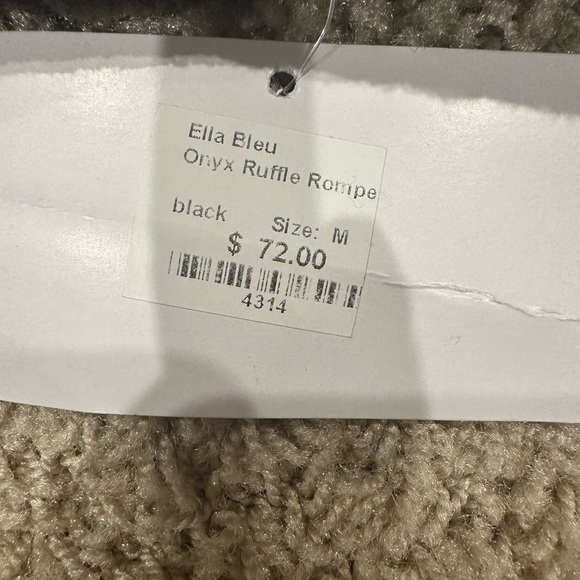 Ella Bleu
Onyx Ruffle Rompe
black Size: M
$ 72.00
4314